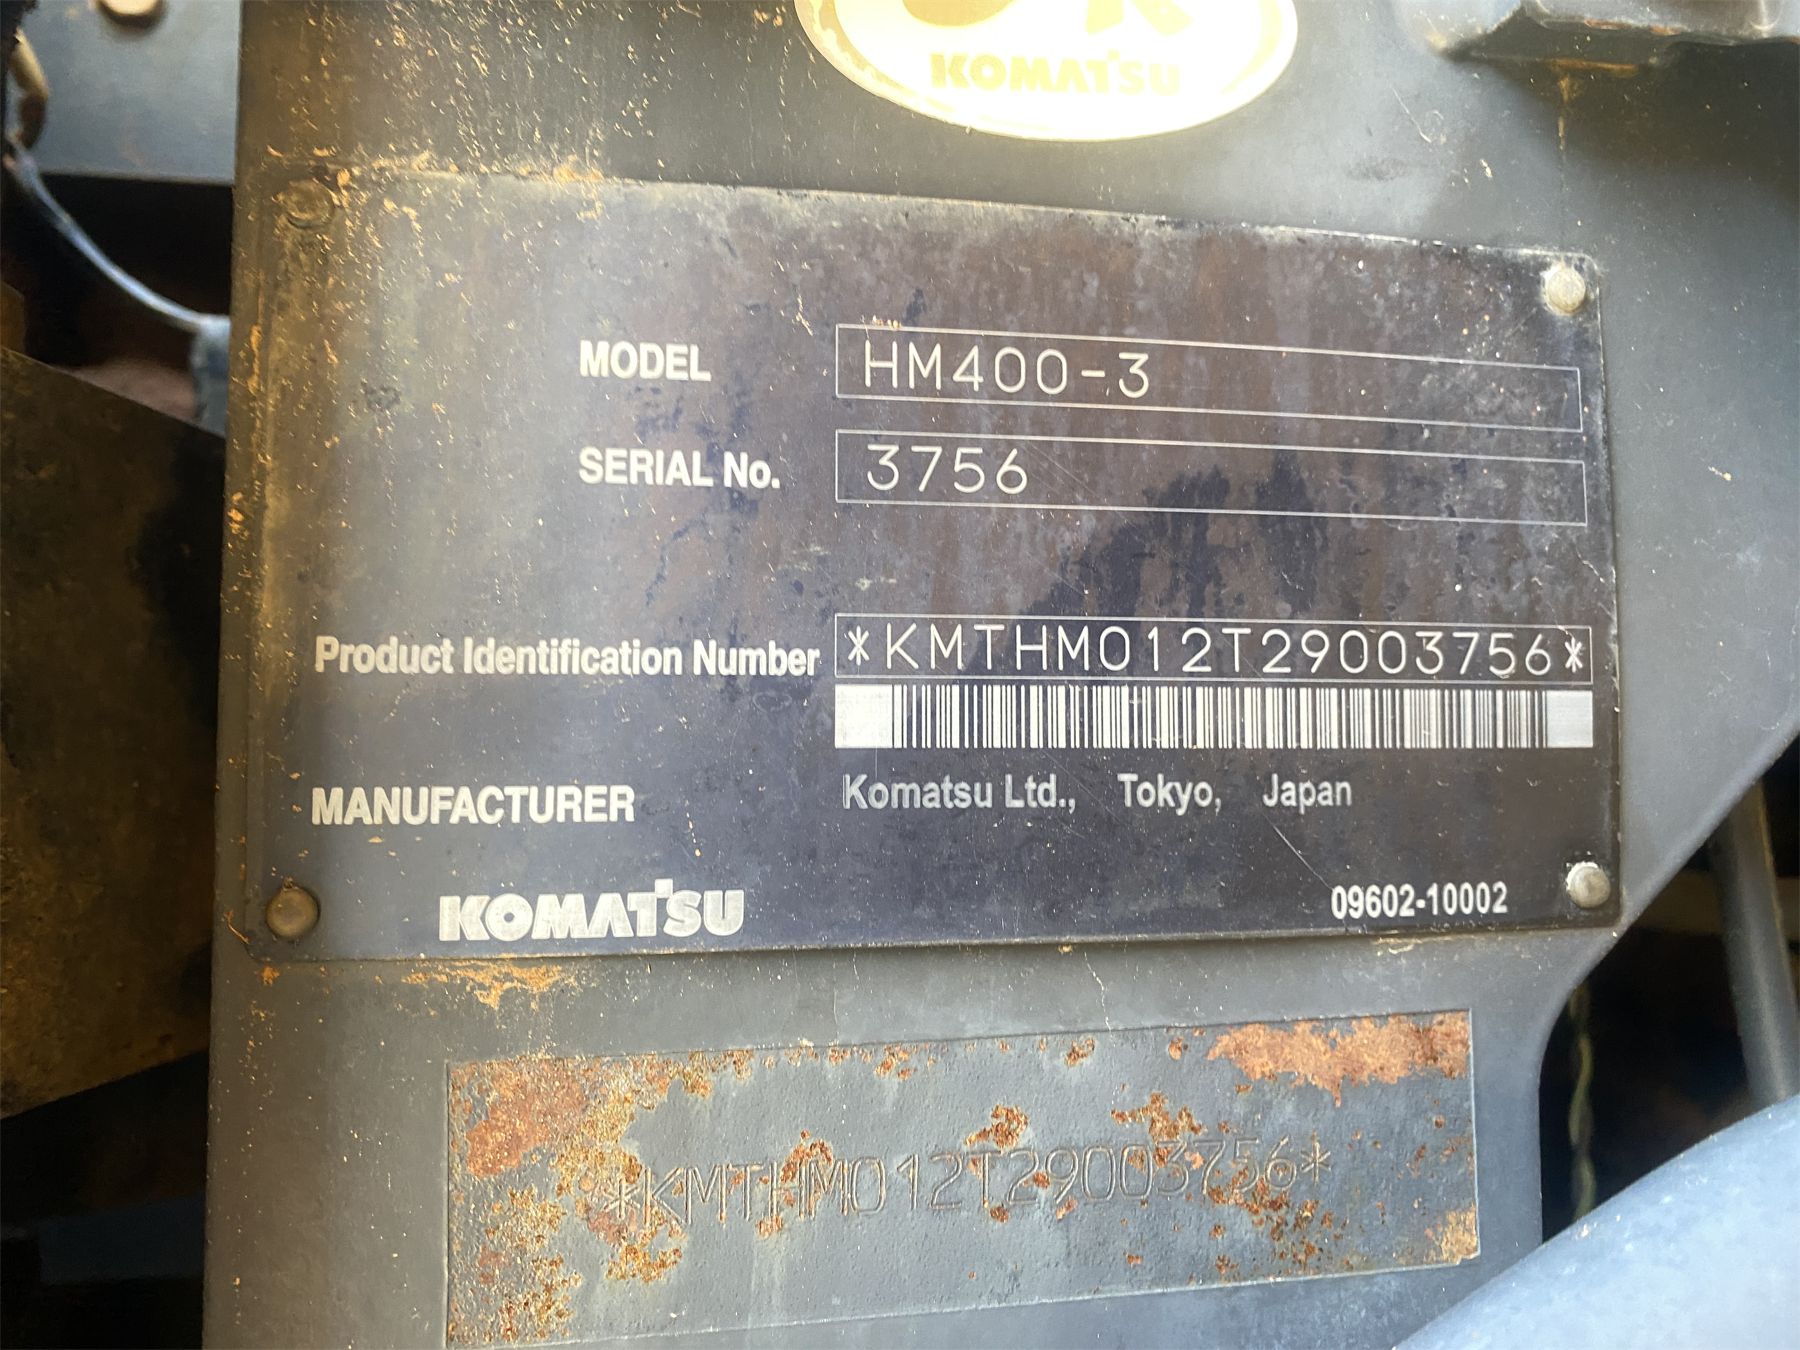 KOMATSU
MODEL HM400-3
SERIAL No. 3756
Product Identification Number *KMTHM012T29003756*
MANUFACTURER Komatsu Ltd., Tokyo, Japan
KOMATSU 09602-10002
*KMTHM012T29003756*